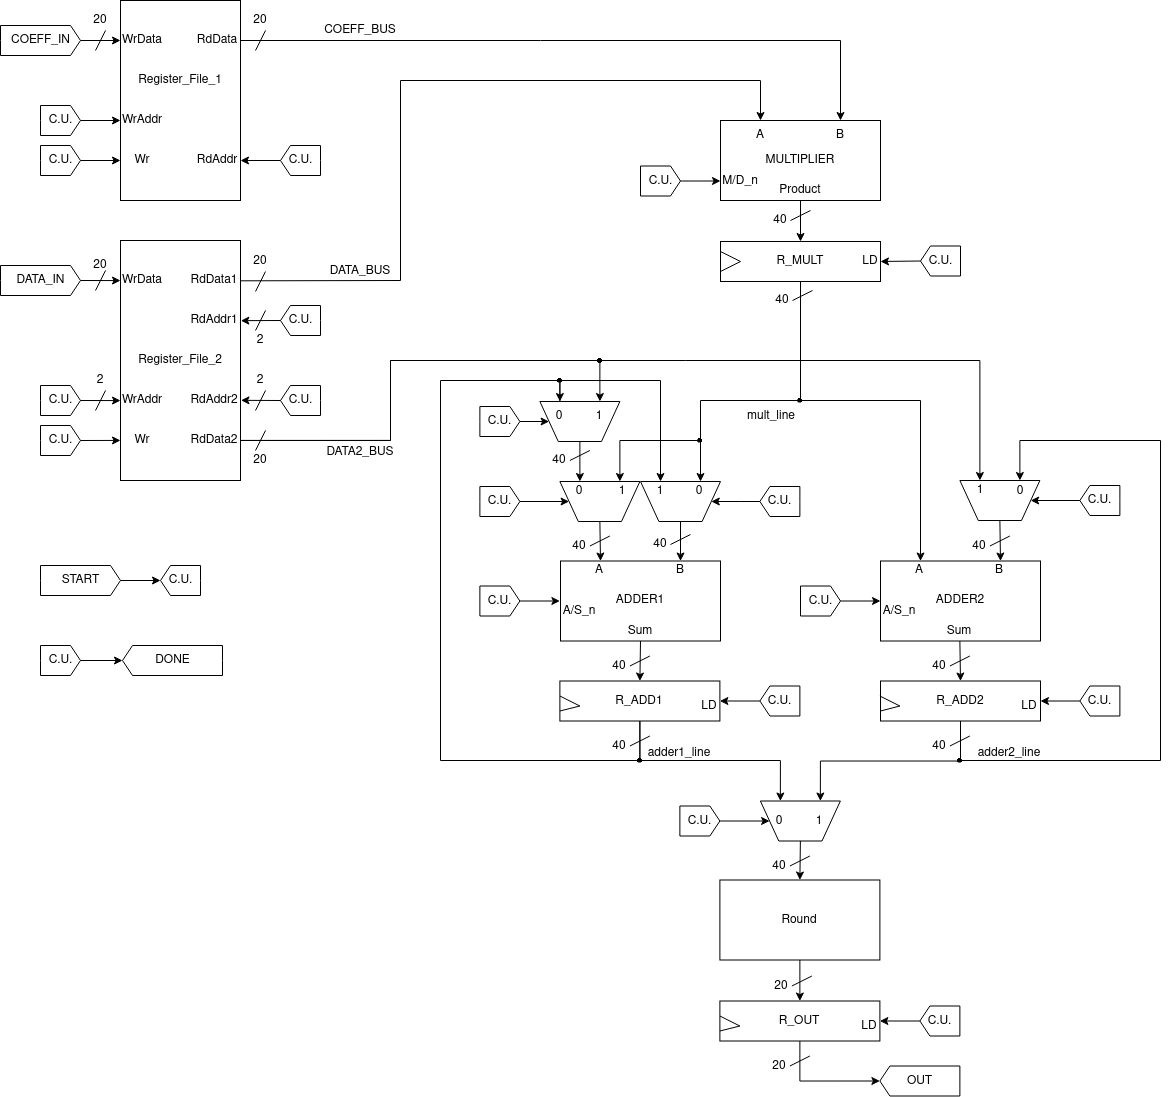 20 20 COEFF_BUS
COEFF_IN WrData RdData
Register_File_1
C.U. WrAddr
A B
C.U. Wr RdAddr C.U.
MULTIPLIER
C.U. M/D_n
Product
40
20 20 DATA_BUS
R_MULT LD C.U.
DATA_IN WrData RdData1
40
RdAddr1 C.U.
2
Register_File_2
2 2
C.U. WrAddr RdAddr2 C.U.
0 1 mult_line
C.U.
C.U. Wr RdData2
DATA2_BUS
20 40
0 1 1 0 1 0
C.U. C.U. C.U.
40 40 40
A B A B
START C.U.
C.U. ADDER1 C.U. ADDER2
A/S_n A/S_n
Sum Sum
C.U. DONE 40 40
R_ADD1 LD C.U. R_ADD2 LD C.U.
40 adder1_line 40 adder2_line
C.U. 0 1
40
Round
20
R_OUT LD C.U.
20
OUT